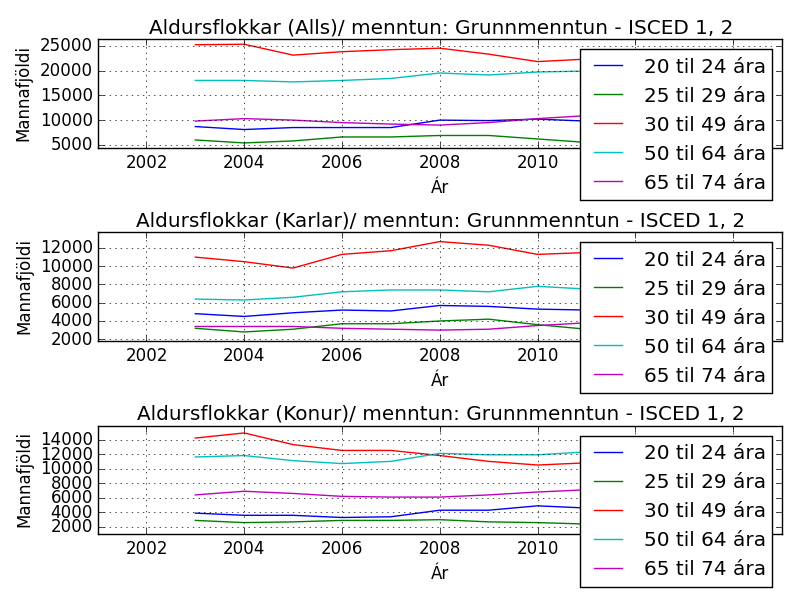 Aldursflokkar (Alls)/ menntun: Grunnmenntun - ISCED 1, 2
Mannafjöldi
25000
20000
15000
10000
5000
2002 2004 2006 2008 2010
Ár
20 til 24 ára
25 til 29 ára
30 til 49 ára
50 til 64 ára
65 til 74 ára
Aldursflokkar (Karlar)/ menntun: Grunnmenntun - ISCED 1, 2
Mannafjöldi
12000
10000
8000
6000
4000
2000
2002 2004 2006 2008 2010
Ár
20 til 24 ára
25 til 29 ára
30 til 49 ára
50 til 64 ára
65 til 74 ára
Aldursflokkar (Konur)/ menntun: Grunnmenntun - ISCED 1, 2
Mannafjöldi
14000
12000
10000
8000
6000
4000
2000
2002 2004 2006 2008 2010
Ár
20 til 24 ára
25 til 29 ára
30 til 49 ára
50 til 64 ára
65 til 74 ára